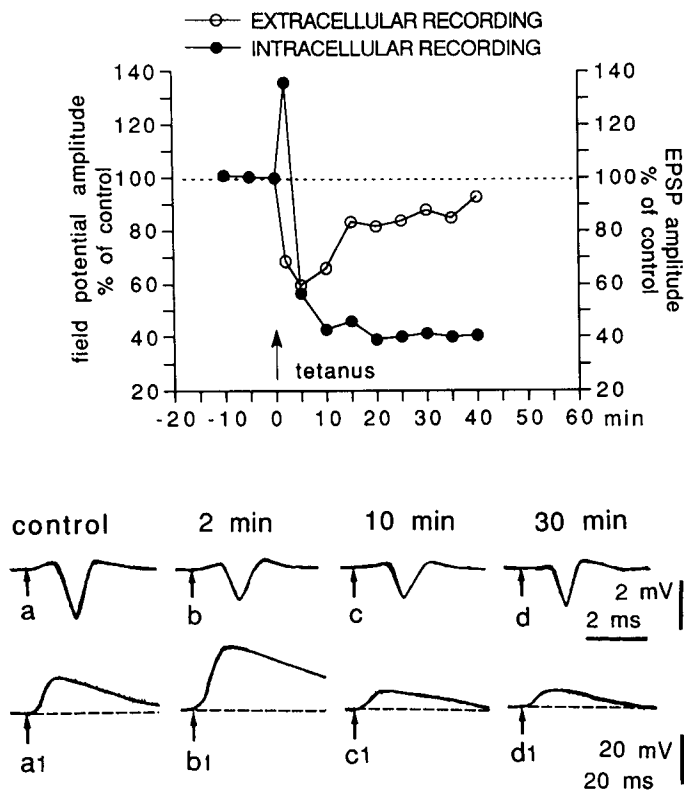 EXTRACELLULAR RECORDING
INTRACELLULAR RECORDING
140 140
120 120
100 100
80 80
60 60
40 40
20 20
field potential amplitude
% of control
EPSP amplitude
% of control
tetanus
-20 -10 0 10 20 30 40 50 60 min
control 2 min 10 min 30 min
a b c d
2 mV
2 ms
a1 b1 c1 d1
20 mV
20 ms